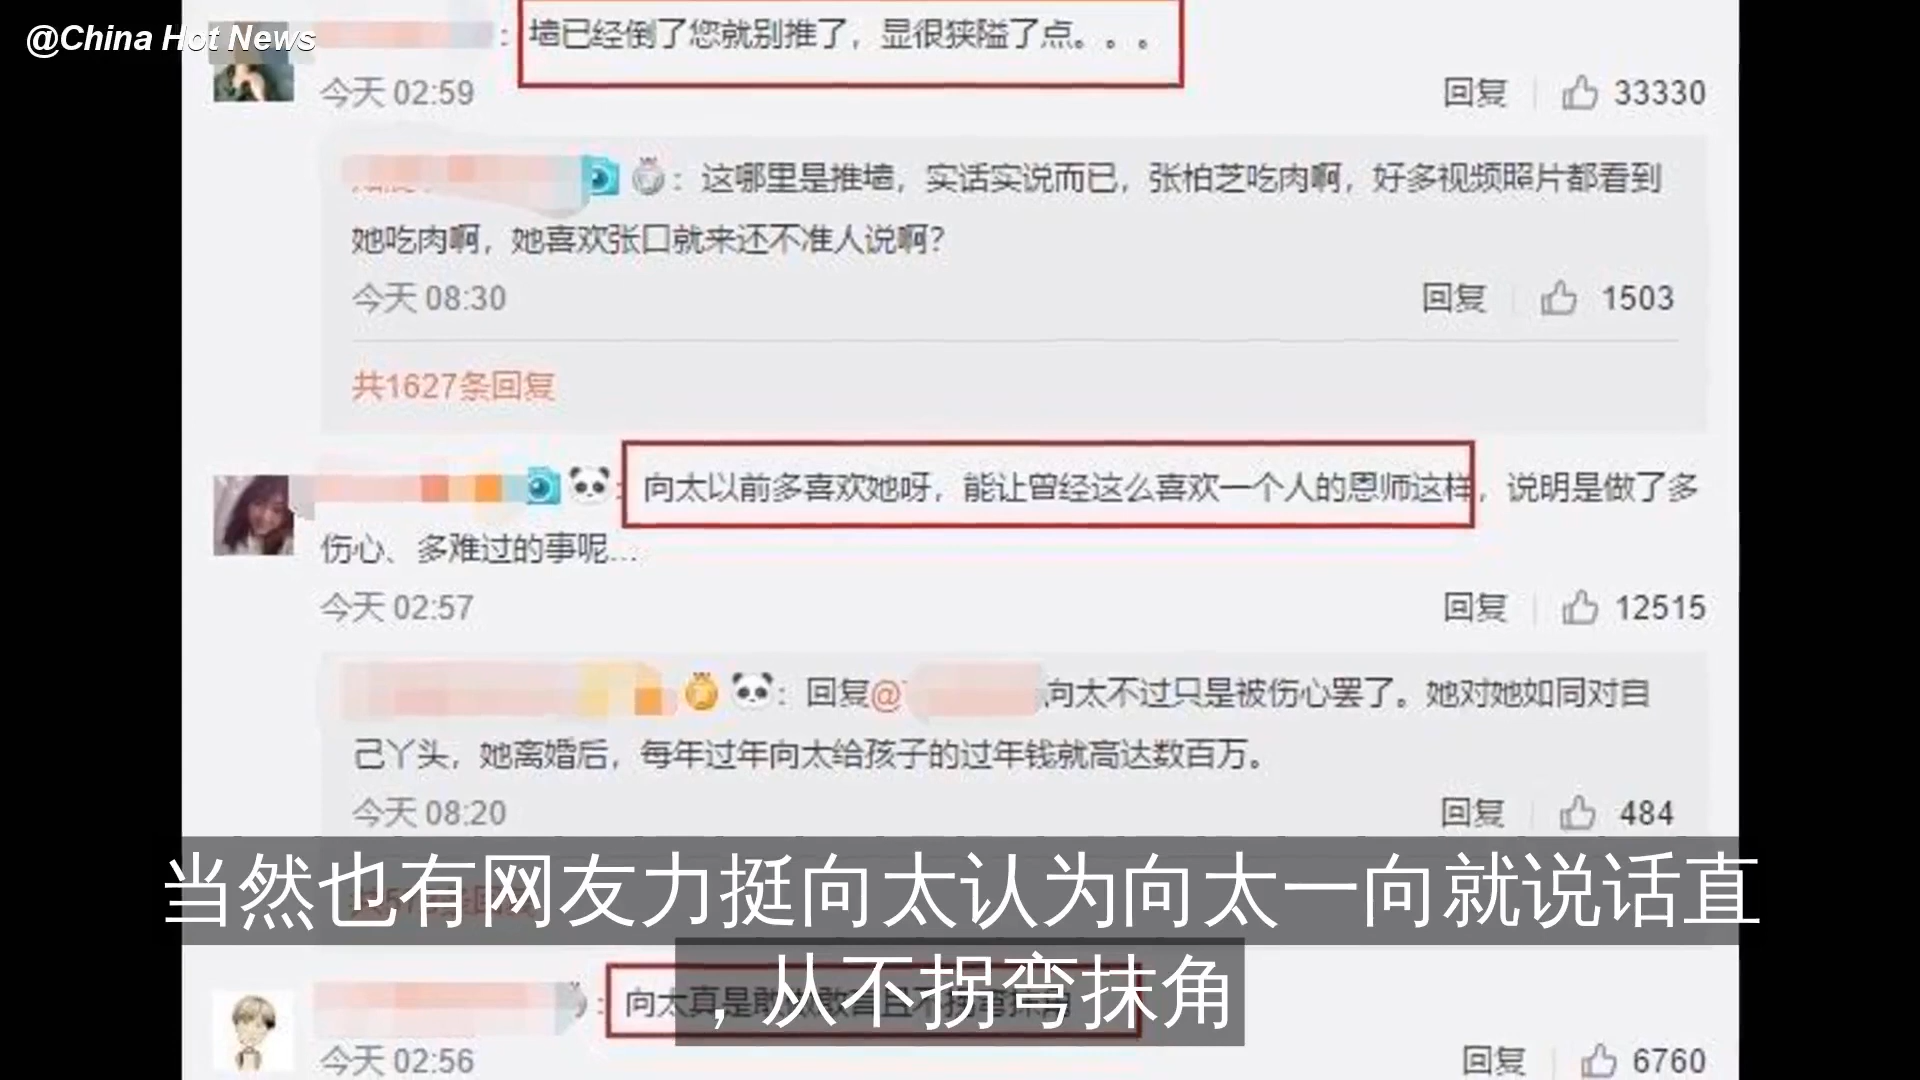 @China Hot News
：墙已经倒了您就别推了，显很狭隘了点。。。
今天 02:59
回复 33330
：这哪里是推墙，实话实说而已，张柏芝吃肉啊，好多视频照片都看到
她吃肉啊，她喜欢张口就来还不准人说啊？
今天 08:30
回复 1503
共1627条回复
：向太以前多喜欢她呀，能让曾经这么喜欢一个人的恩师这样，说明是做了多
伤心、多难过的事呢...
今天 02:57
回复 12515
：回复@ 向太不过只是被伤心罢了。她对她如同对自
己丫头，她离婚后，每年过年向太给孩子的过年钱就高达数百万。
今天 08:20
回复 484
当然也有网友力挺向太认为向太一向就说话直
，从不拐弯抹角
：向太真是敢
今天 02:56
回复 6760